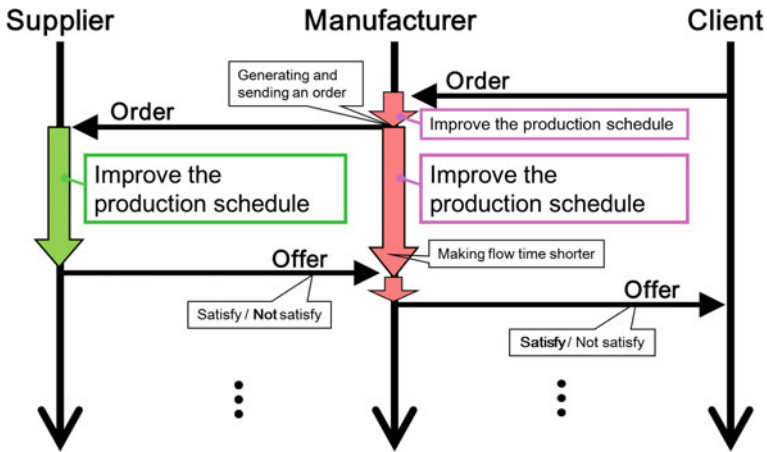 Supplier
Manufacturer
Client
Generating and
sending an order
Order
Order
Improve the production schedule
Improve the
production schedule
Improve the
production schedule
Making flow time shorter
Offer
Offer
Satisfy / Not satisfy
Satisfy / Not satisfy